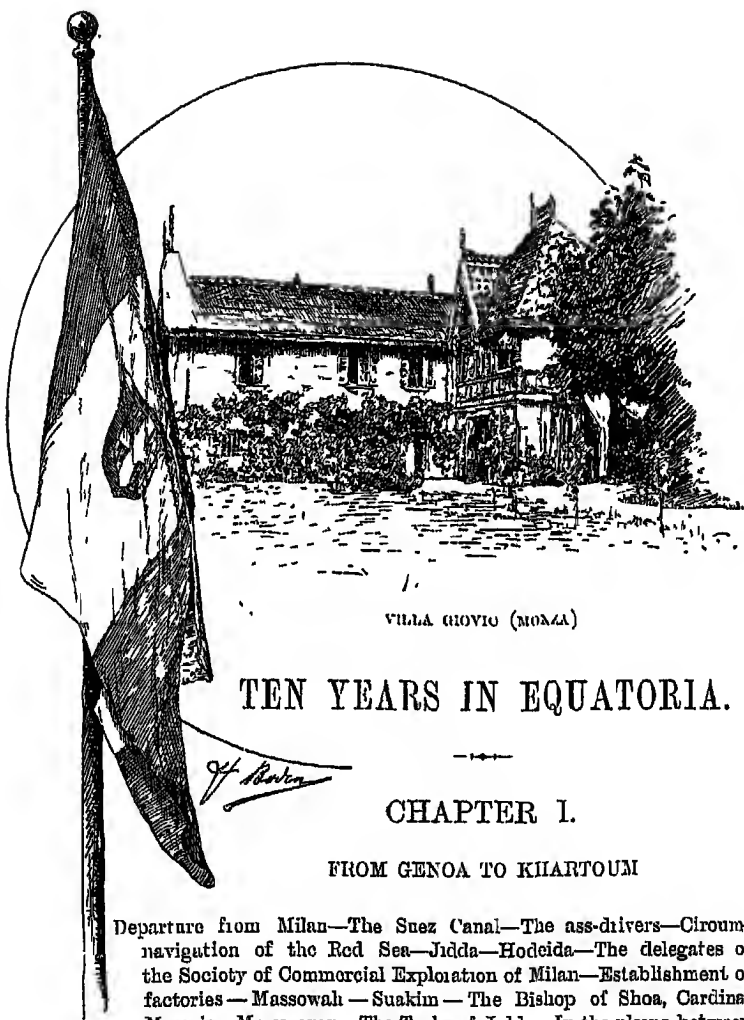 VILLA GIOVIO (MONZA)
TEN YEARS IN EQUATORIA.
CHAPTER I.
FROM GENOA TO KHARTOUM
Departure from Milan—The Suez Canal—The ass-drivers—Circum-
navigation of the Red Sea—Jidda—Hodeida—The delegates o
the Society of Commercial Exploration of Milan—Establishment o
factories—Massowah—Suakim—The Bishop of Shoa, Cardina